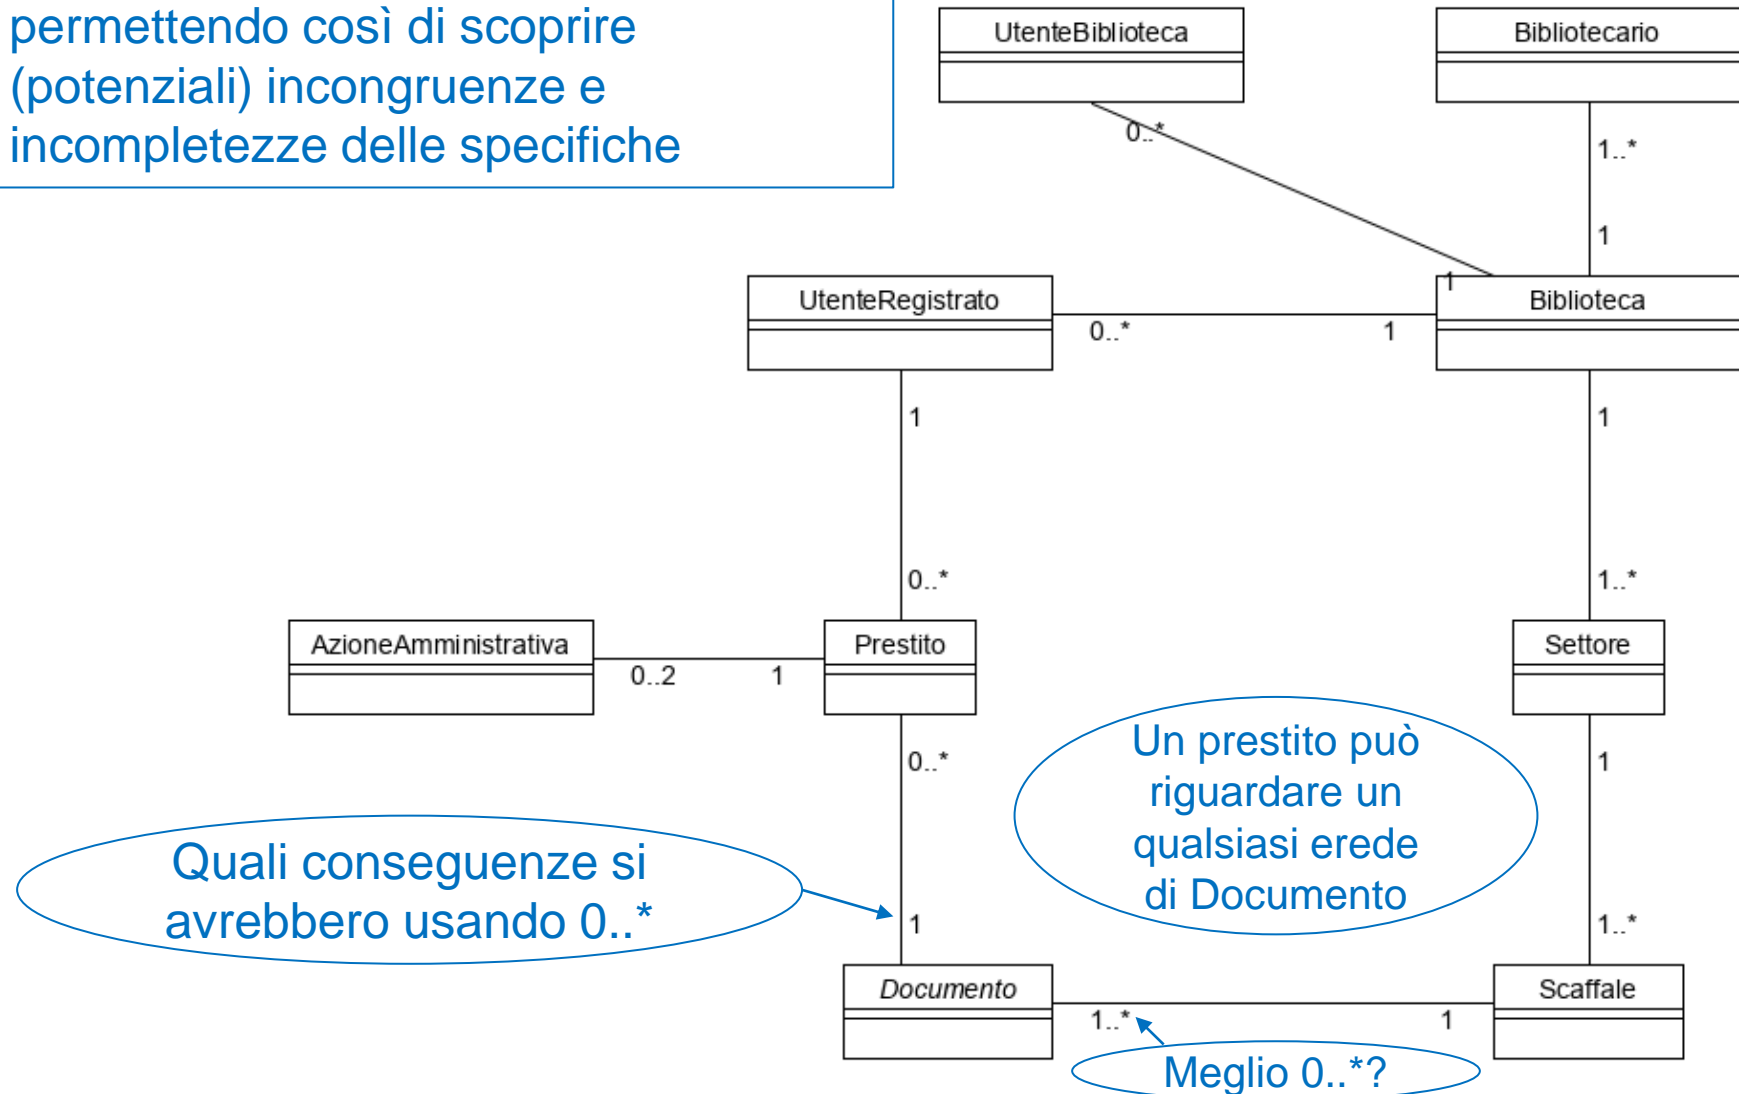 permettendo così di scoprire
(potenziali) incongruenze e
incompletezze delle specifiche
UtenteBiblioteca
Bibliotecario
0..*
1..*
1
1
UtenteRegistrato
Biblioteca
0..*
1
1
1
0..*
1..*
AzioneAmministrativa
Prestito
Settore
0..2
1
0..*
1
Un prestito può
riguardare un
qualsiasi erede
di Documento
Quali conseguenze si
avrebbero usando 0..*
1
1..*
Documento
Scaffale
1..*
1
Meglio 0..*?